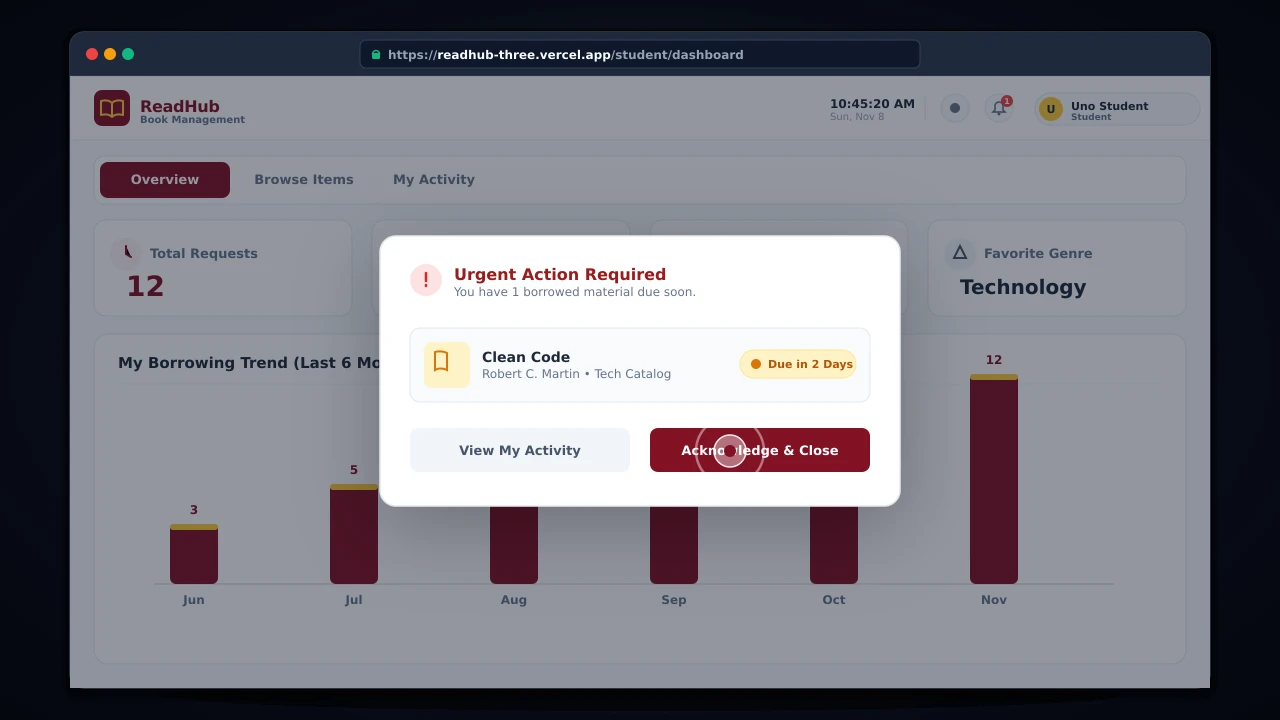 https://readhub-three.vercel.app/student/dashboard
ReadHub
Book Management
10:45:20 AM
Sun, Nov 8
1
U
Uno Student
Student
Overview
Browse Items
My Activity
Total Requests
12
Favorite Genre
Technology
!
Urgent Action Required
You have 1 borrowed material due soon.
Clean Code
Robert C. Martin • Tech Catalog
Due in 2 Days
View My Activity
Acknowledge & Close
My Borrowing Trend (Last 6 Mo
3
5
12
Jun
Jul
Aug
Sep
Oct
Nov